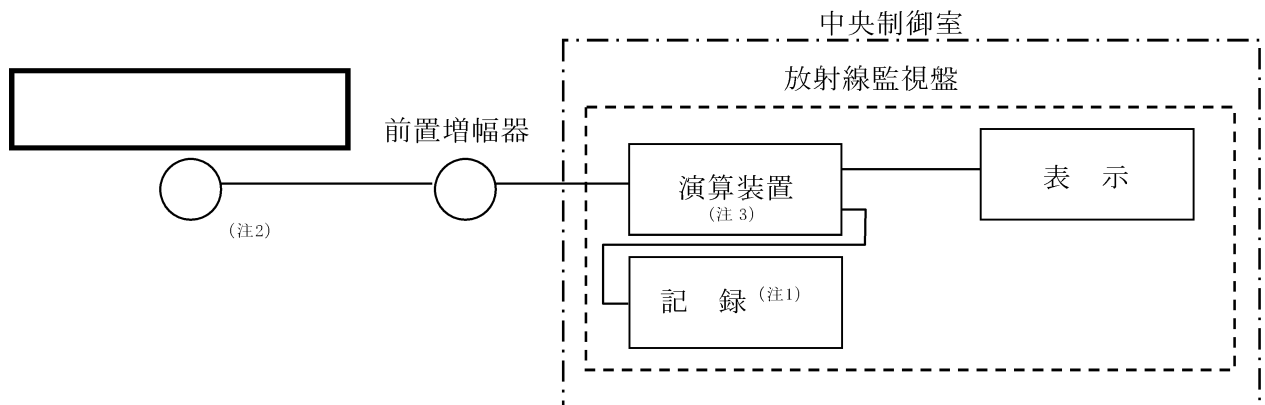 中央制御室
放射線監視盤
前置増幅器
演算装置
（注3）
表 示
（注2）
記 録（注1）